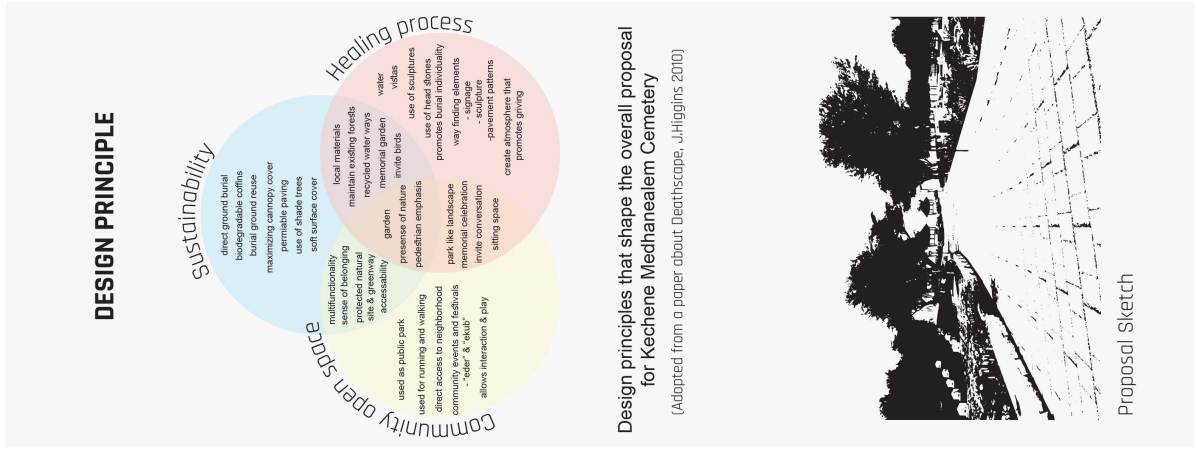 DESIGN PRINCIPLE
Sustainability
direct ground burial
biodegradable coffins
burial ground reuse
maximizing cannopy cover
permiable paving
use of shade trees
soft surface cover
Healing process
water
vistas
use of sculptures
use of head stones
promotes burial individuality
way finding elements
- signage
- sculpture
-pavement patterns
create atmosphere that
promotes griving
local materials
maintain existing forests
recycled water ways
memorial garden
invite birds
multifunctionality
sense of belonging
protected natural
site & greenway
accessability
garden
presense of nature
pedestrian emphasis
park like landscape
memorial celebration
invite conversation
sitting space
Community open space
used as public park
used for running and walking
direct access to neighborhood
community events and festivals
- "eder" & "ekub"
allows interaction & play
Design principles that shape the overall proposal
for Kechene Medhanealem Cemetery
(Adopted from a paper about Deathscape, J.Higgins 2010)
Proposal Sketch